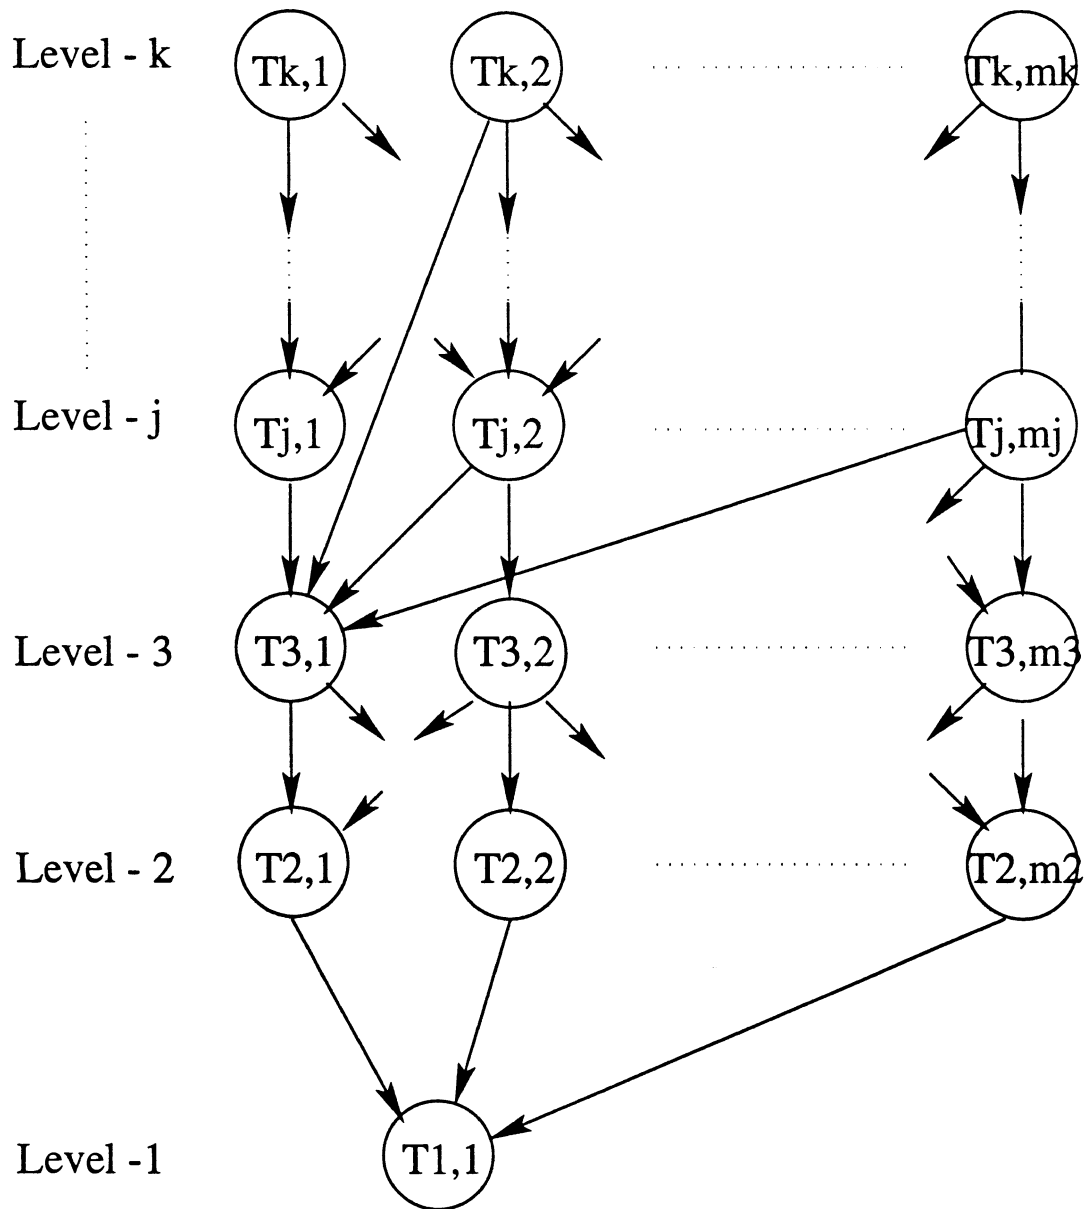 Level - k Tk,1 Tk,2 Tk,mk
Level - j Tj,1 Tj,2 Tj,mj
Level - 3 T3,1 T3,2 T3,m3
Level - 2 T2,1 T2,2 T2,m2
Level -1 T1,1